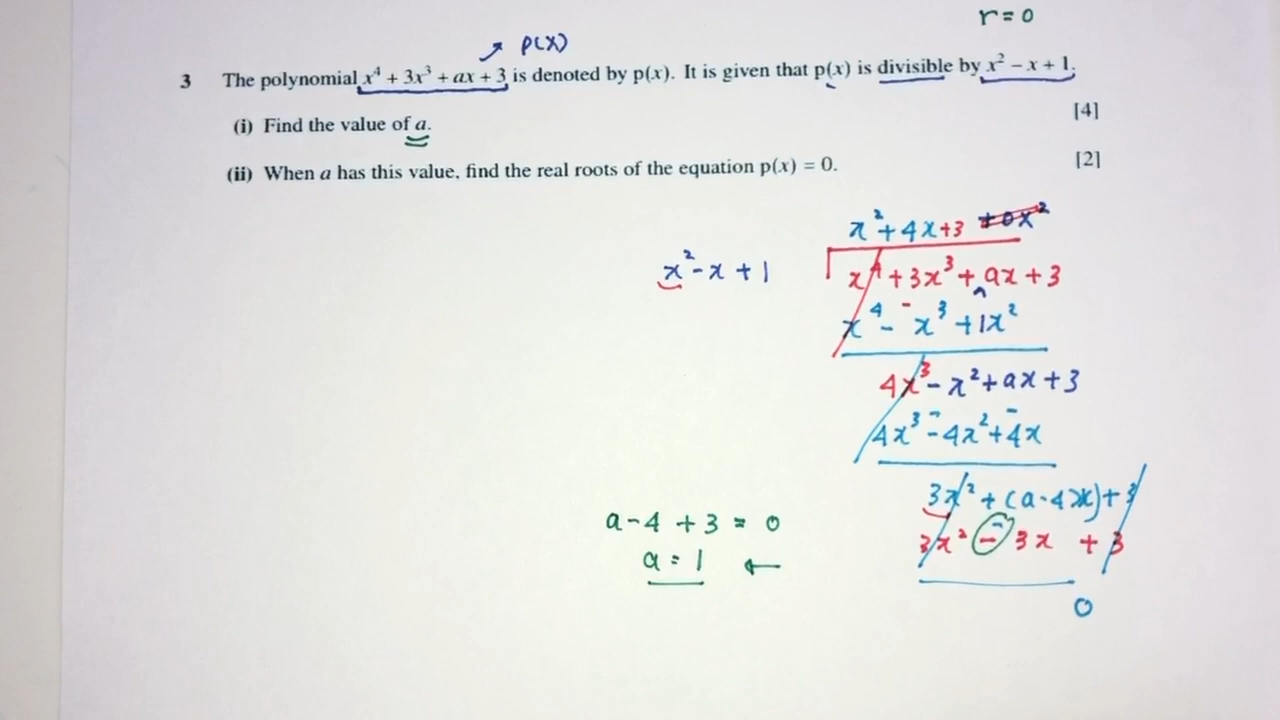 r = 0
P(X)
3 The polynomial x⁴ + 3x³ + ax + 3 is denoted by p(x). It is given that p(x) is divisible by x² − x + 1.
(i) Find the value of a. [4]
(ii) When a has this value, find the real roots of the equation p(x) = 0. [2]
x² + 4x + 3 + 0x²
x² − x + 1
x⁴ + 3x³ + ax + 3
x⁴ − x³ + 1x²
4x³ − x² + ax + 3
4x³ − 4x² + 4x
3x² + (a − 4x) + 3
3x² − 3x + 3
0
a − 4 + 3 = 0
a = 1 ←